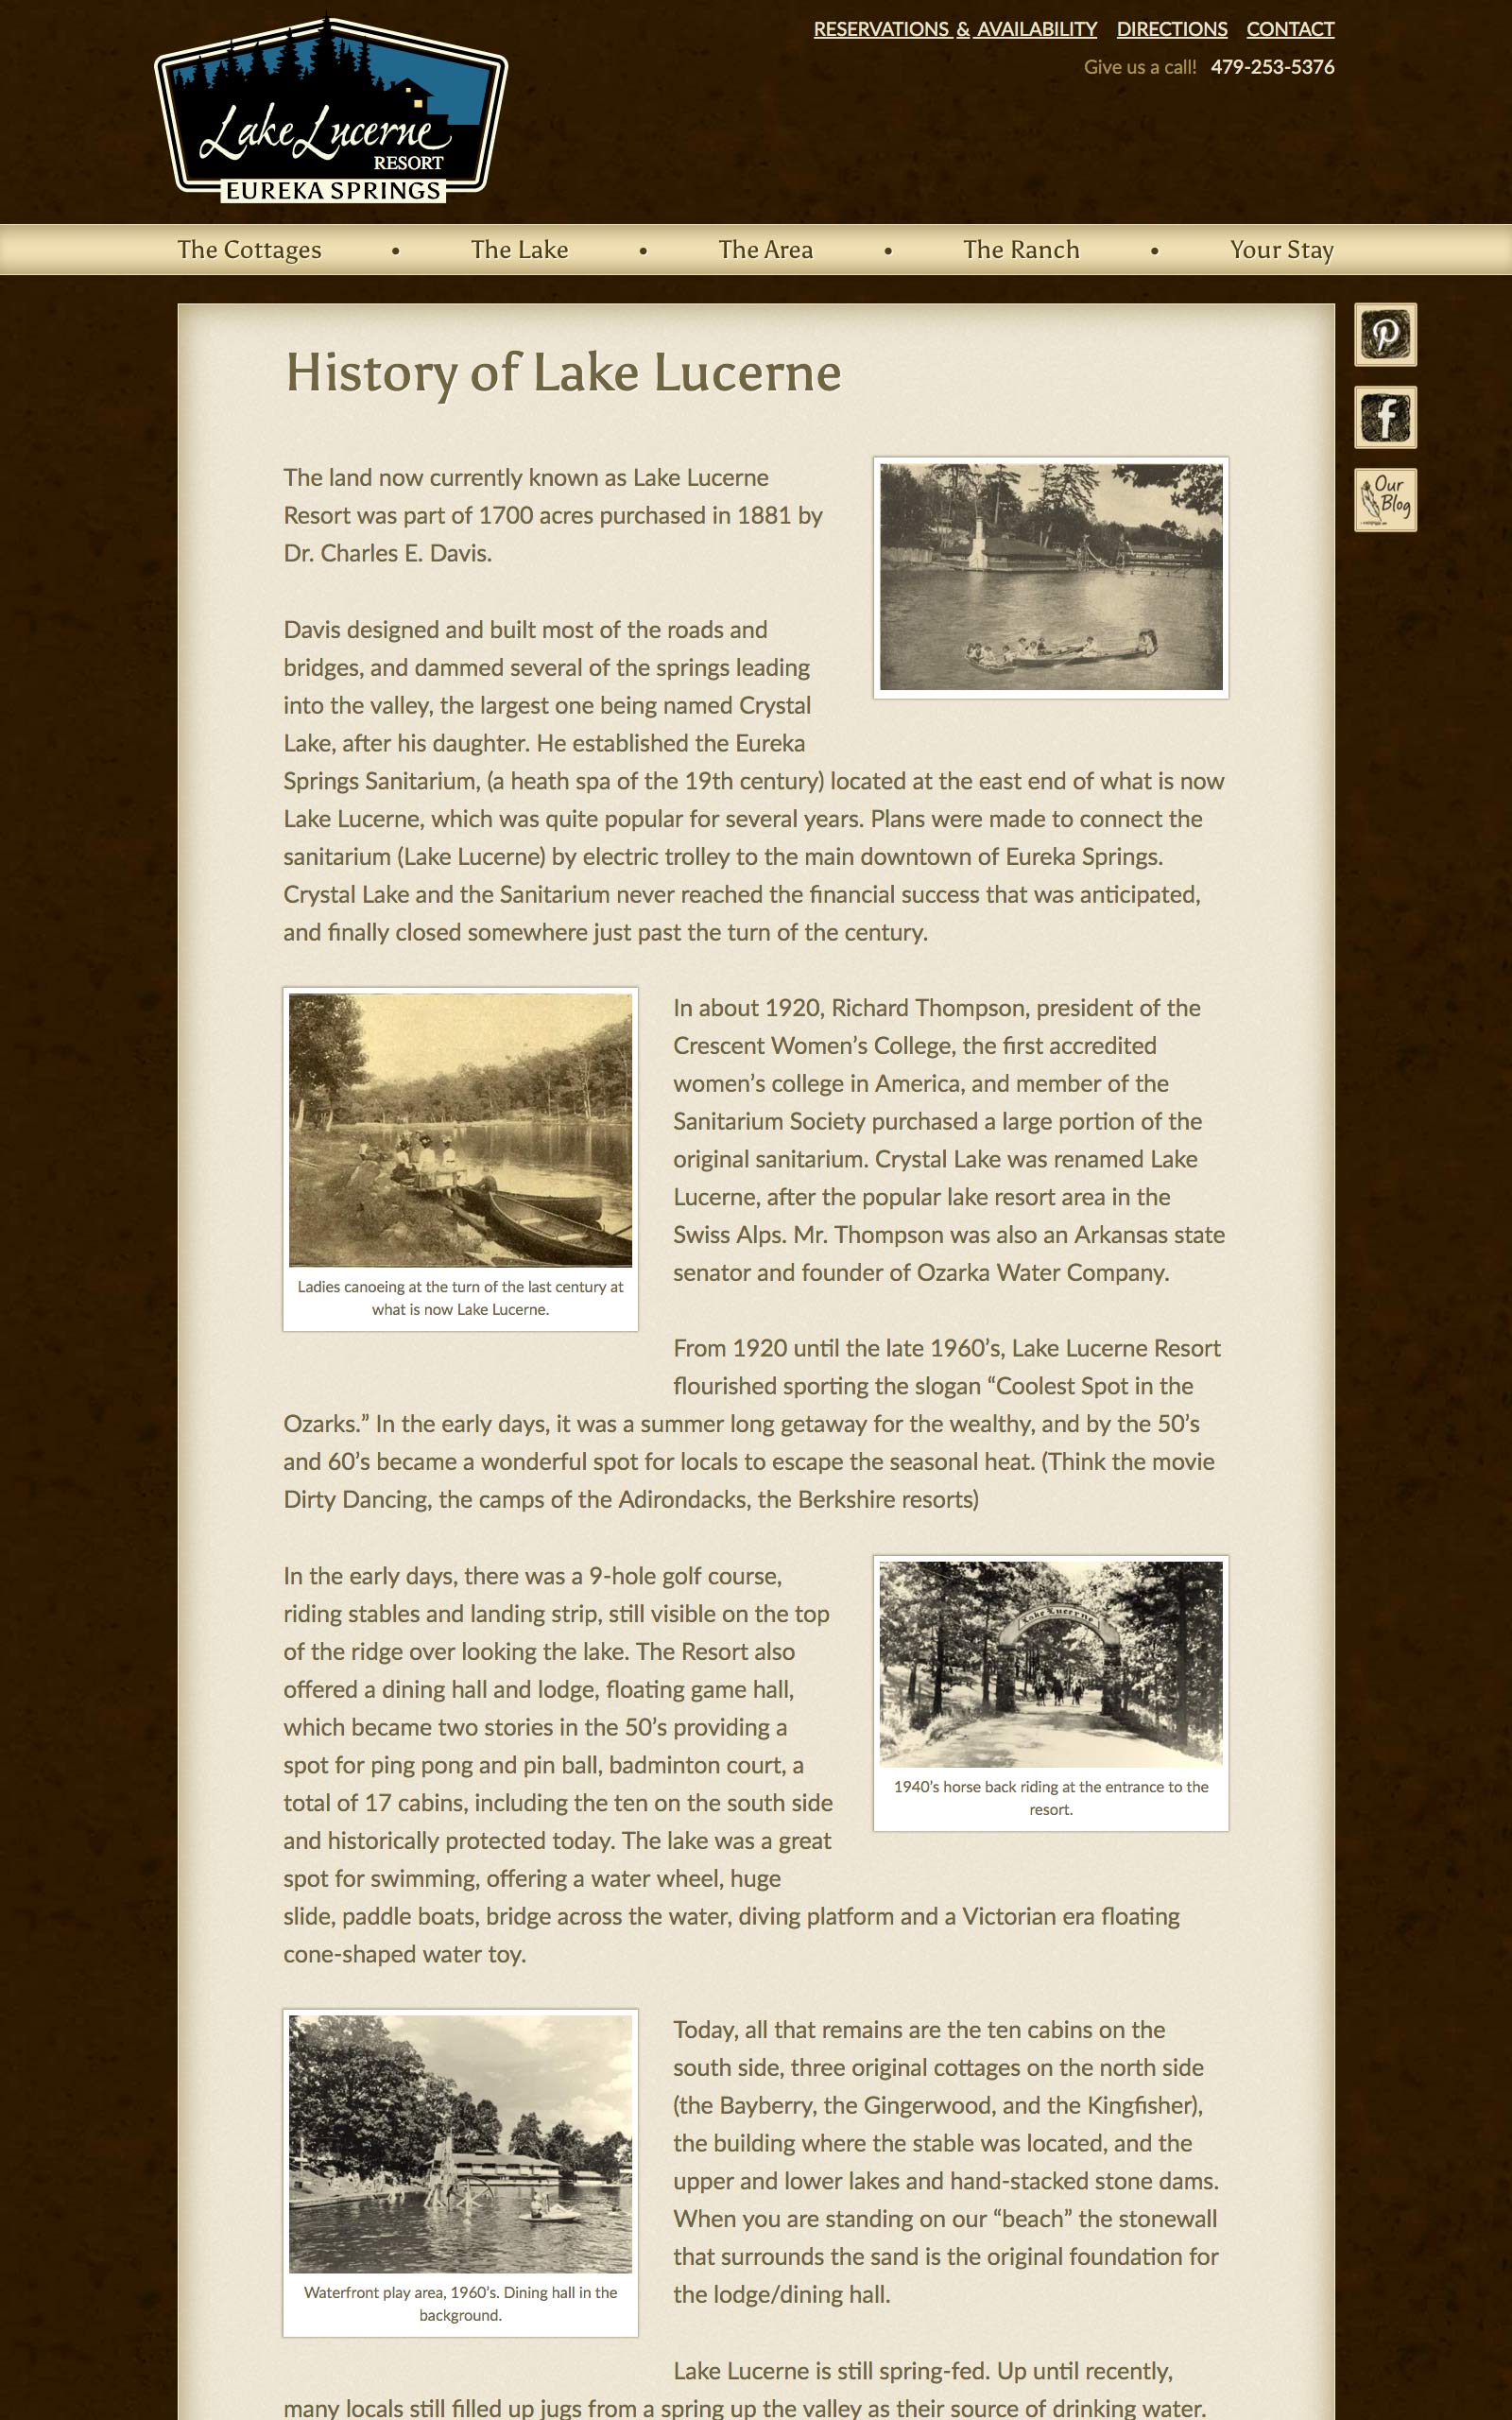 Lake Lucerne
RESORT
EUREKA SPRINGS
RESERVATIONS & AVAILABILITY DIRECTIONS CONTACT
Give us a call! 479-253-5376
The Cottages • The Lake • The Area • The Ranch • Your Stay
History of Lake Lucerne
Our
Blog
The land now currently known as Lake Lucerne
Resort was part of 1700 acres purchased in 1881 by
Dr. Charles E. Davis.
Davis designed and built most of the roads and
bridges, and dammed several of the springs leading
into the valley, the largest one being named Crystal
Lake, after his daughter. He established the Eureka
Springs Sanitarium, (a heath spa of the 19th century) located at the east end of what is now
Lake Lucerne, which was quite popular for several years. Plans were made to connect the
sanitarium (Lake Lucerne) by electric trolley to the main downtown of Eureka Springs.
Crystal Lake and the Sanitarium never reached the financial success that was anticipated,
and finally closed somewhere just past the turn of the century.
Ladies canoeing at the turn of the last century at
what is now Lake Lucerne.
In about 1920, Richard Thompson, president of the
Crescent Women’s College, the first accredited
women’s college in America, and member of the
Sanitarium Society purchased a large portion of the
original sanitarium. Crystal Lake was renamed Lake
Lucerne, after the popular lake resort area in the
Swiss Alps. Mr. Thompson was also an Arkansas state
senator and founder of Ozarka Water Company.
From 1920 until the late 1960’s, Lake Lucerne Resort
flourished sporting the slogan “Coolest Spot in the
Ozarks.” In the early days, it was a summer long getaway for the wealthy, and by the 50’s
and 60’s became a wonderful spot for locals to escape the seasonal heat. (Think the movie
Dirty Dancing, the camps of the Adirondacks, the Berkshire resorts)
In the early days, there was a 9-hole golf course,
riding stables and landing strip, still visible on the top
of the ridge over looking the lake. The Resort also
offered a dining hall and lodge, floating game hall,
which became two stories in the 50’s providing a
spot for ping pong and pin ball, badminton court, a
total of 17 cabins, including the ten on the south side
and historically protected today. The lake was a great
spot for swimming, offering a water wheel, huge
slide, paddle boats, bridge across the water, diving platform and a Victorian era floating
cone-shaped water toy.
Lake Lucerne
1940’s horse back riding at the entrance to the
resort.
Waterfront play area, 1960’s. Dining hall in the
background.
Today, all that remains are the ten cabins on the
south side, three original cottages on the north side
(the Bayberry, the Gingerwood, and the Kingfisher),
the building where the stable was located, and the
upper and lower lakes and hand-stacked stone dams.
When you are standing on our “beach” the stonewall
that surrounds the sand is the original foundation for
the lodge/dining hall.
Lake Lucerne is still spring-fed. Up until recently,
many locals still filled up jugs from a spring up the valley as their source of drinking water.